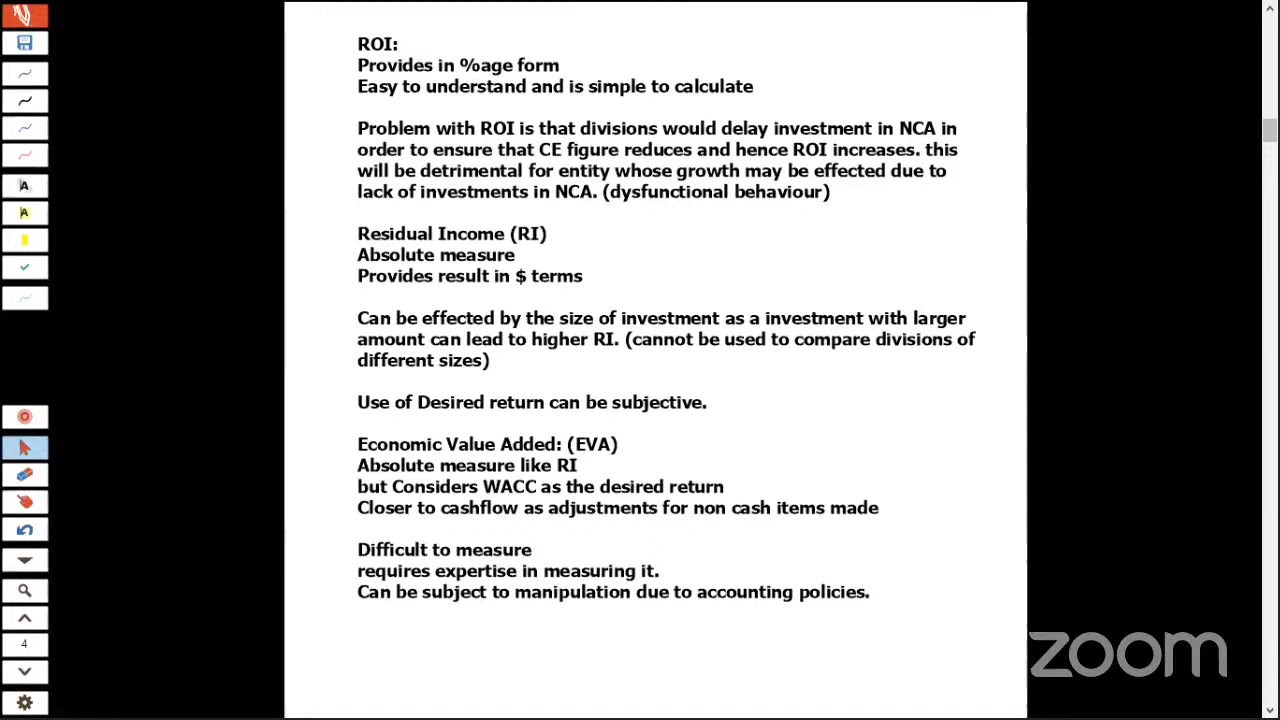 ROI:
Provides in %age form
Easy to understand and is simple to calculate
Problem with ROI is that divisions would delay investment in NCA in
order to ensure that CE figure reduces and hence ROI increases. this
will be detrimental for entity whose growth may be effected due to
lack of investments in NCA. (dysfunctional behaviour)
Residual Income (RI)
Absolute measure
Provides result in $ terms
Can be effected by the size of investment as a investment with larger
amount can lead to higher RI. (cannot be used to compare divisions of
different sizes)
Use of Desired return can be subjective.
Economic Value Added: (EVA)
Absolute measure like RI
but Considers WACC as the desired return
Closer to cashflow as adjustments for non cash items made
Difficult to measure
requires expertise in measuring it.
Can be subject to manipulation due to accounting policies.
A
A
4
zoom